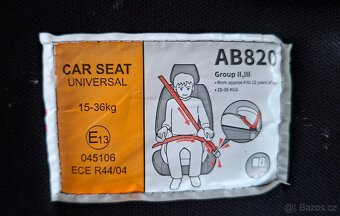 CAR SEAT
UNIVERSAL
15-36kg
E13
045106
ECE R44/04
AB820
Group II,III
• From approx 4 to 12 years of age
• 15-36 KGS
Bazos.cz